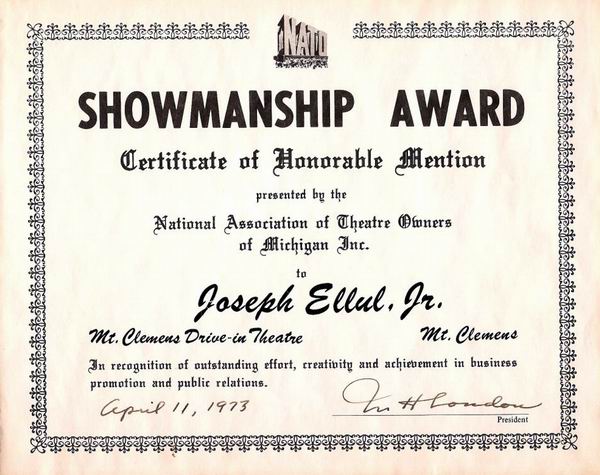 NATO
SHOWMANSHIP AWARD
Certificate of Honorable Mention
presented by the
National Association of Theatre Owners
of Michigan Inc.
to
Joseph Ellul, Jr.
Mt. Clemens Drive-in Theatre Mt. Clemens
In recognition of outstanding effort, creativity and achievement in business
promotion and public relations.
April 11, 1973
President